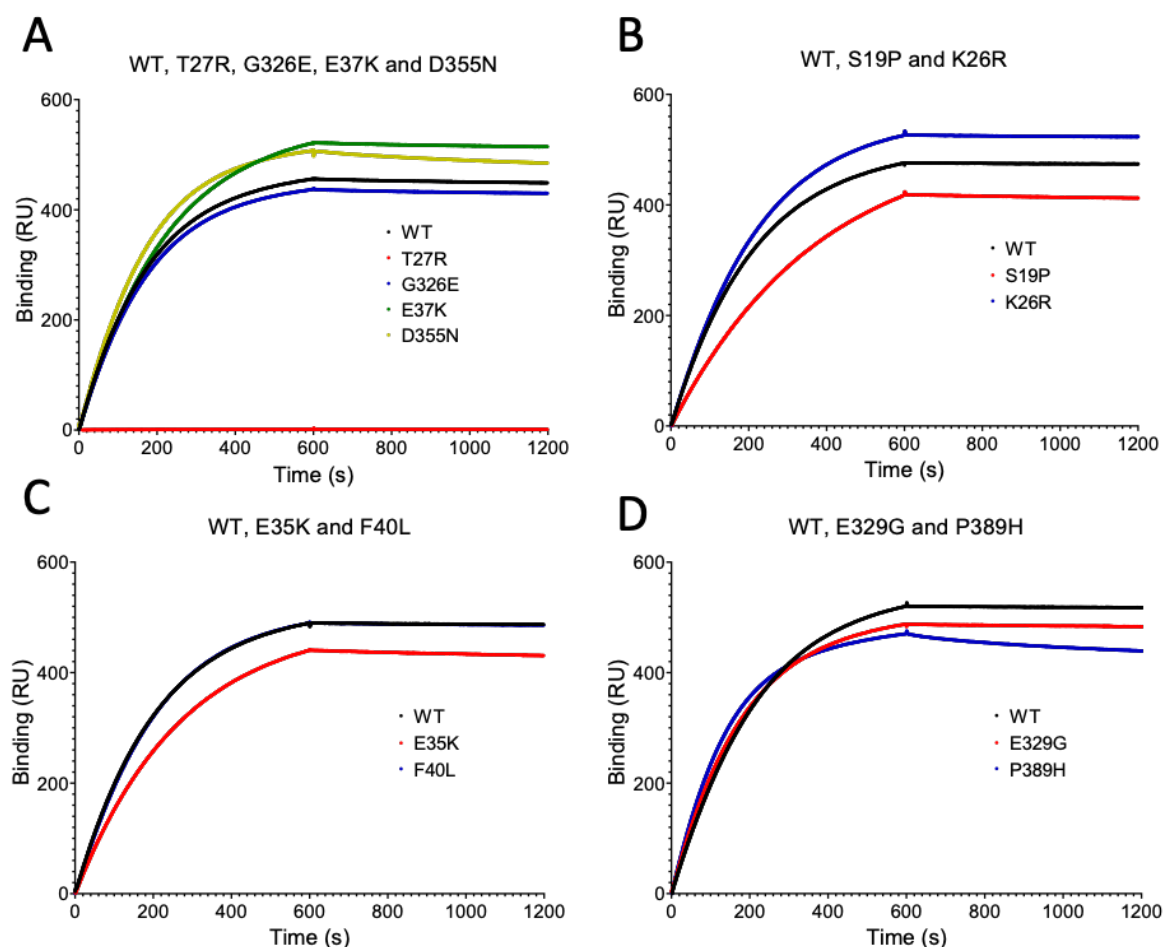 A
WT, T27R, G326E, E37K and D355N
Binding (RU)
600
400
200
0
WT
T27R
G326E
E37K
D355N
0 200 400 600 800 1000 1200
Time (s)
B
WT, S19P and K26R
Binding (RU)
600
400
200
0
WT
S19P
K26R
0 200 400 600 800 1000 1200
Time (s)
C
WT, E35K and F40L
Binding (RU)
600
400
200
0
WT
E35K
F40L
0 200 400 600 800 1000 1200
Time (s)
D
WT, E329G and P389H
Binding (RU)
600
400
200
0
WT
E329G
P389H
0 200 400 600 800 1000 1200
Time (s)